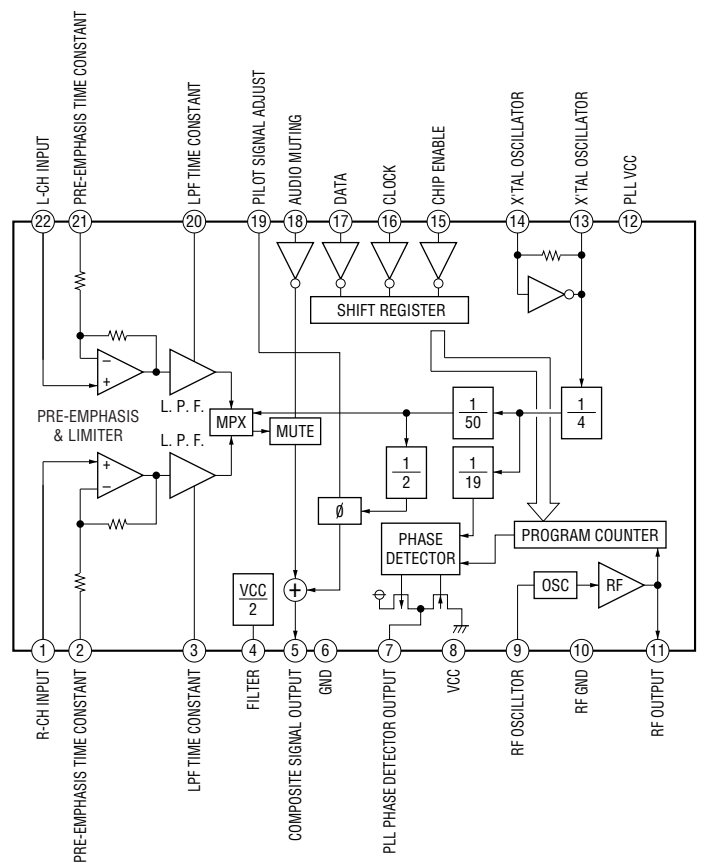 L-CH INPUT
PRE-EMPHASIS TIME CONSTANT
LPF TIME CONSTANT
PILOT SIGNAL ADJUST
AUDIO MUTING
DATA
CLOCK
CHIP ENABLE
X'TAL OSCILLATOR
X'TAL OSCILLATOR
PLL VCC
22
21
20
19
18
17
16
15
14
13
12
SHIFT REGISTER
−
+
L. P. F.
PRE-EMPHASIS
& LIMITER
MPX
MUTE
1
50
1
4
L. P. F.
+
−
1
2
1
19
Ø
PHASE
DETECTOR
PROGRAM COUNTER
VCC
2
+
OSC
RF
1
2
3
4
5
6
7
8
9
10
11
R-CH INPUT
PRE-EMPHASIS TIME CONSTANT
LPF TIME CONSTANT
FILTER
COMPOSITE SIGNAL OUTPUT
GND
PLL PHASE DETECTOR OUTPUT
VCC
RF OSCILLTOR
RF GND
RF OUTPUT